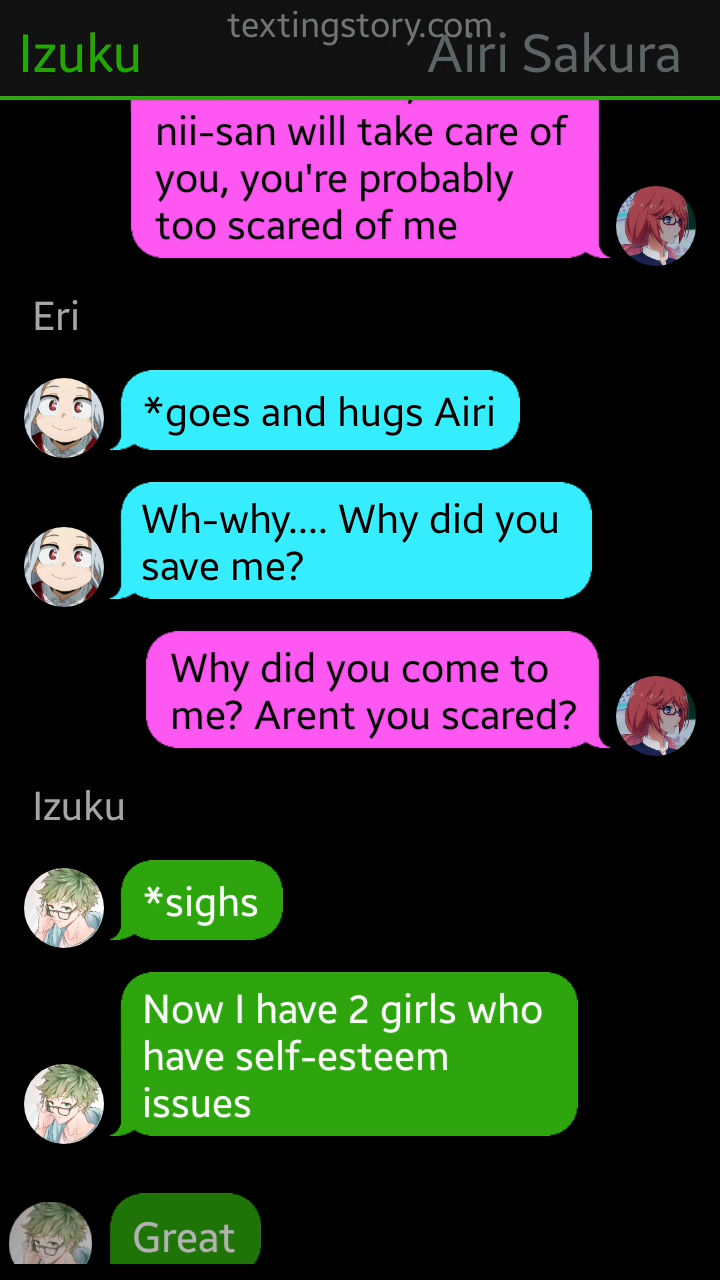 textingstory.com
Izuku
Airi Sakura
nii-san will take care of
you, you're probably
too scared of me
Eri
*goes and hugs Airi
Wh-why.... Why did you
save me?
Why did you come to
me? Arent you scared?
Izuku
*sighs
Now I have 2 girls who
have self-esteem
issues
Great